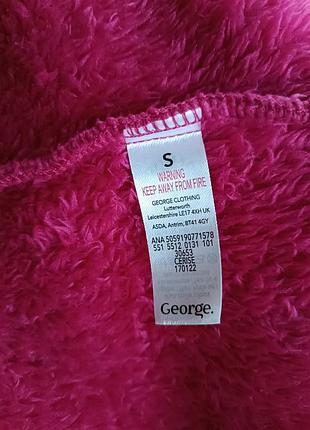 S
WARNING
KEEP AWAY FROM FIRE
GEORGE CLOTHING
Lutterworth
Leicestershire LE17 4XH UK
ASDA, Antrim, BT41 4GY
ANA 5059190771578
551 5512 0131 101
30653
CERISE
170122
George.